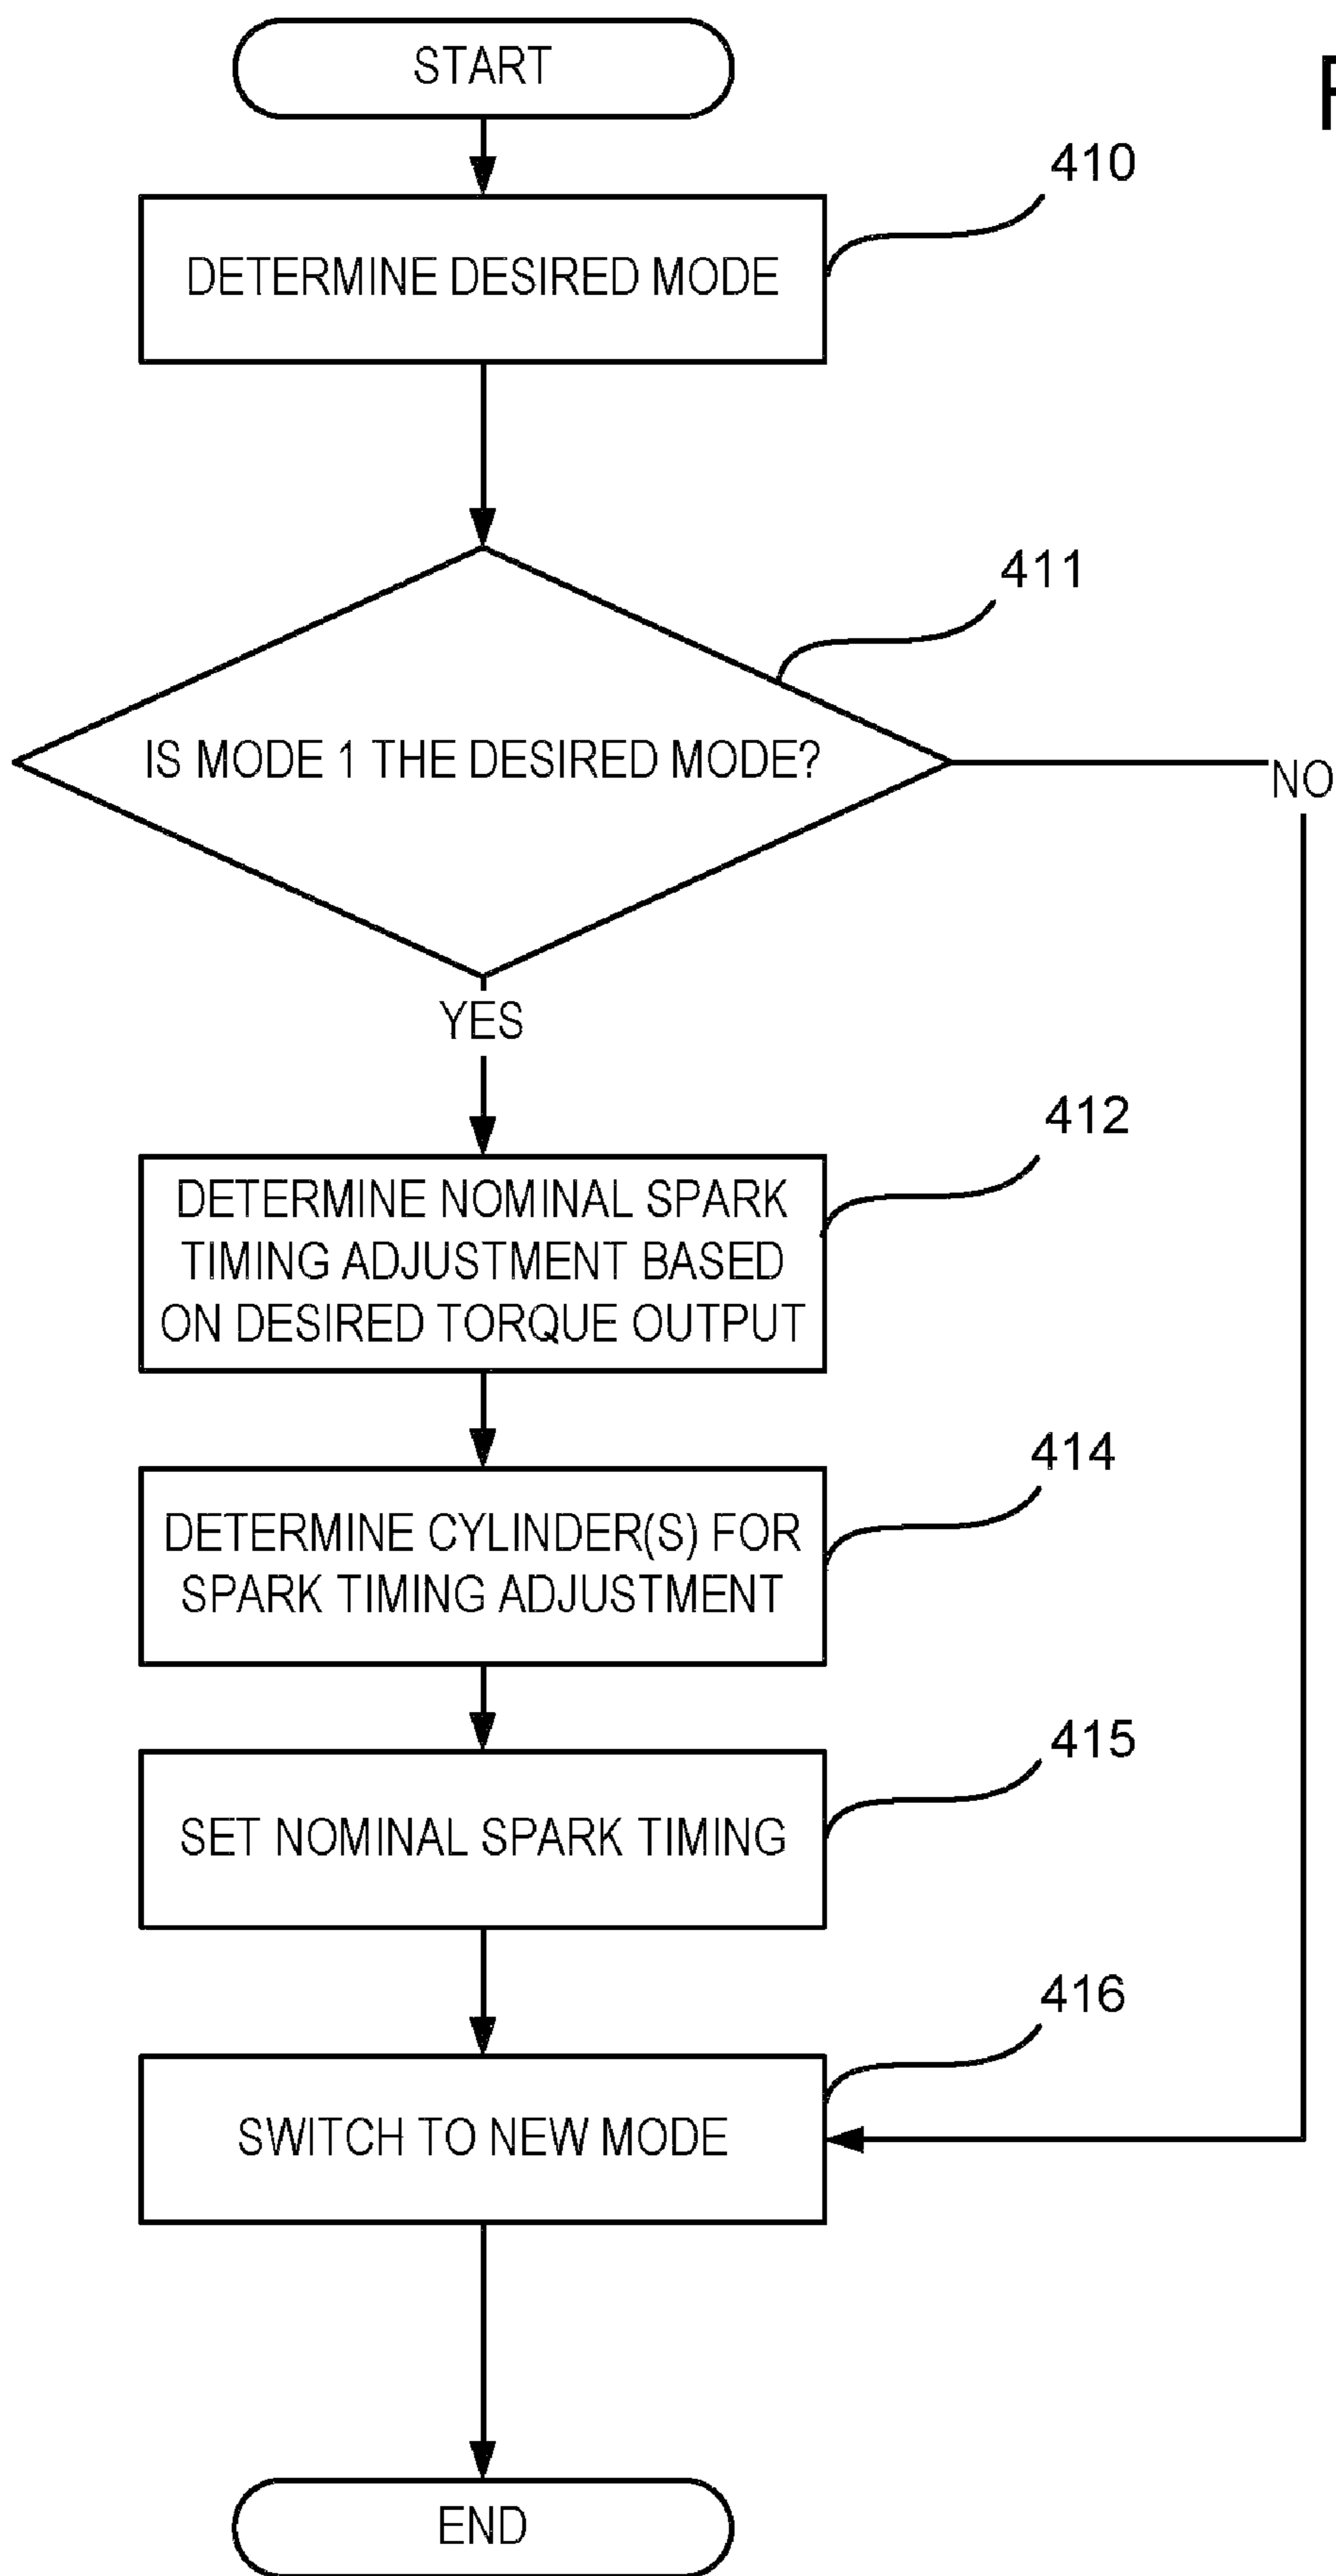 START
410
DETERMINE DESIRED MODE
411
IS MODE 1 THE DESIRED MODE?
NO
YES
412
DETERMINE NOMINAL SPARK
TIMING ADJUSTMENT BASED
ON DESIRED TORQUE OUTPUT
414
DETERMINE CYLINDER(S) FOR
SPARK TIMING ADJUSTMENT
415
SET NOMINAL SPARK TIMING
416
SWITCH TO NEW MODE
END